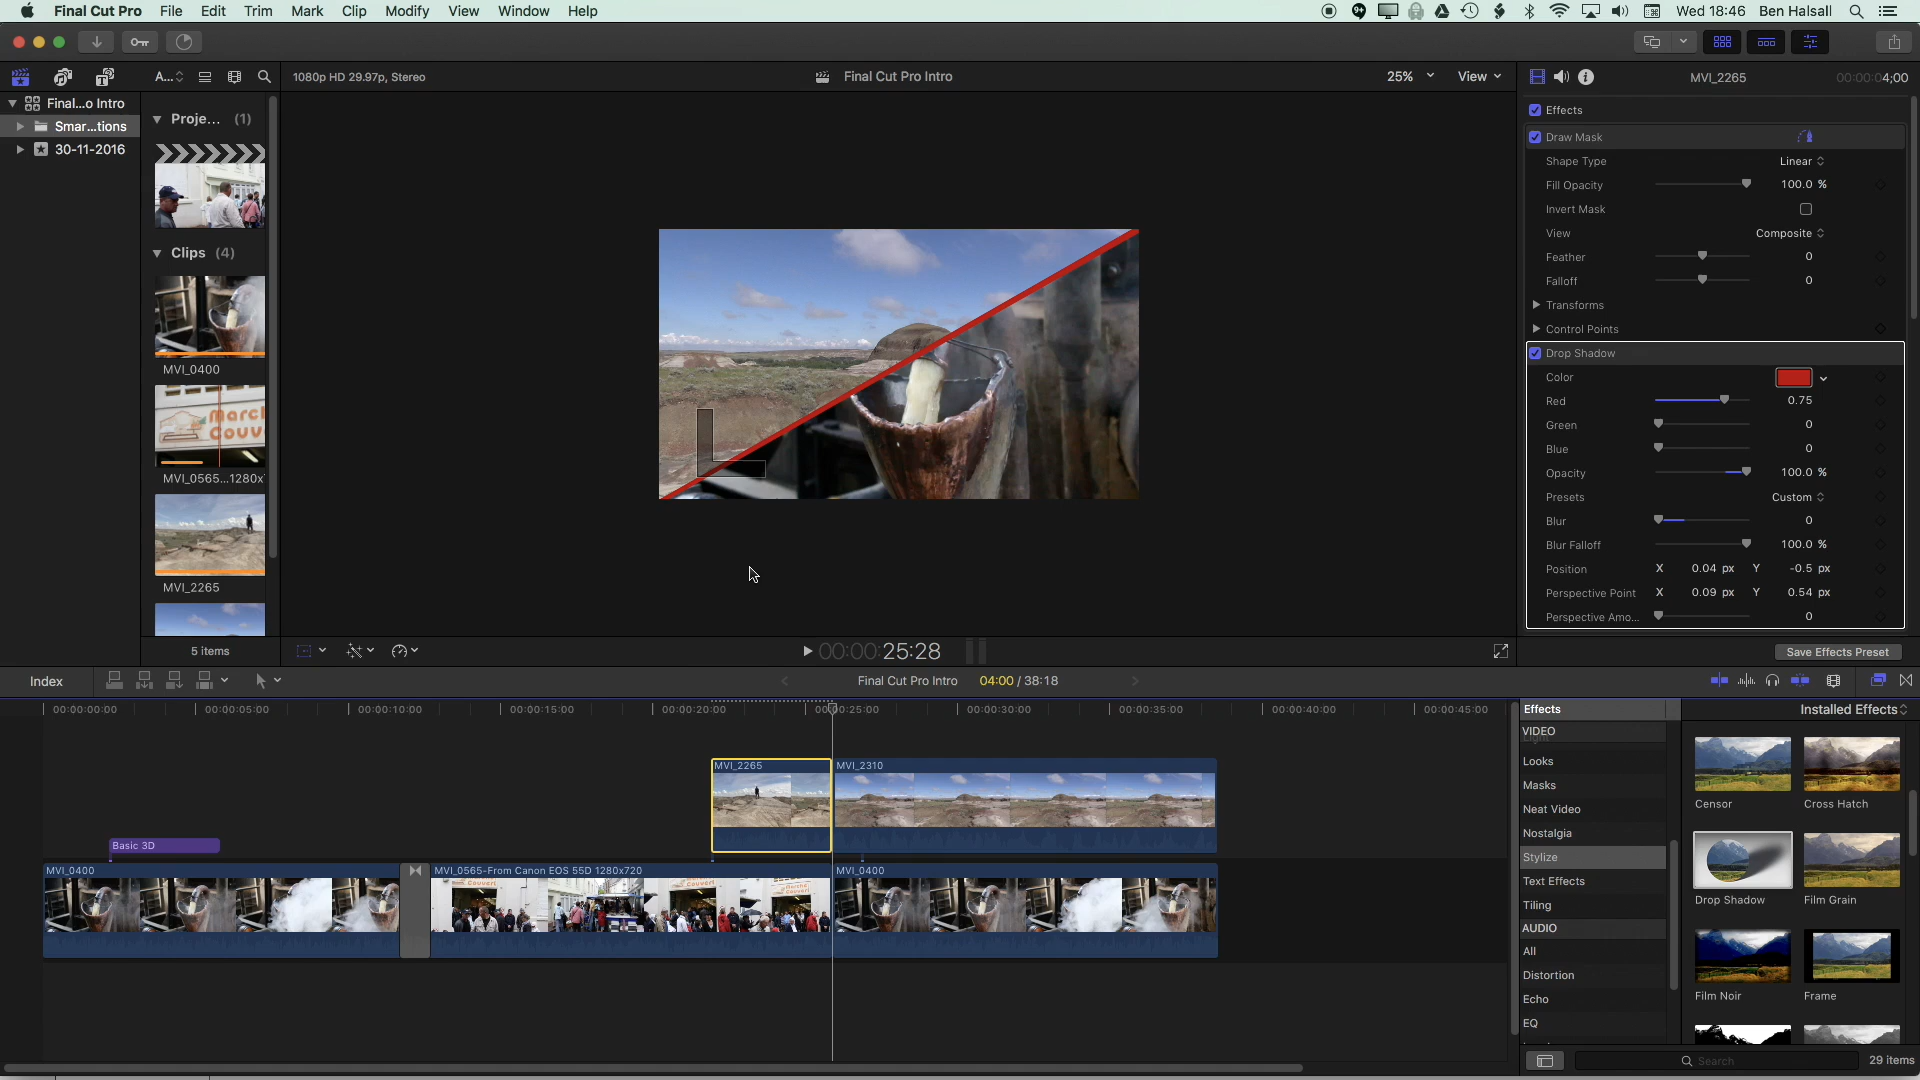 Final Cut Pro File Edit Trim Mark Clip Modify View Window Help Wed 18:46 Ben Halsall
A... 1080p HD 29.97p, Stereo Final Cut Pro Intro 25% View MVI_2265 00:00:04;00
Final...o Intro
Smar...tions
30-11-2016
Proje... (1)
Clips (4)
MVI_0400
Marc
Couv
MVI_0565...1280x
MVI_2265
5 items
Effects
Draw Mask
Shape Type Linear
Fill Opacity 100.0 %
Invert Mask
View Composite
Feather 0
Falloff 0
Transforms
Control Points
Drop Shadow
Color
Red 0.75
Green 0
Blue 0
Opacity 100.0 %
Presets Custom
Blur 0
Blur Falloff 100.0 %
Position X 0.04 px Y -0.5 px
Perspective Point X 0.09 px Y 0.54 px
Perspective Amo... 0
00:00:025:28
Save Effects Preset
Index Final Cut Pro Intro 04:00 / 38:18
00:00:00:00 00:00:05:00 00:00:10:00 00:00:15:00 00:00:20:00 00:00:25:00 00:00:30:00 00:00:35:00 00:00:40:00 00:00:45:00
MVI_2265 MVI_2310
Basic 3D
MVI_0400 MVI_0565-From Canon EOS 55D 1280x720 MVI_0400
Effects Installed Effects
VIDEO
Light
Looks
Masks
Neat Video
Nostalgia
Stylize
Text Effects
Tiling
AUDIO
All
Distortion
Echo
EQ
Censor Cross Hatch
Drop Shadow Film Grain
Film Noir Frame
Search 29 items